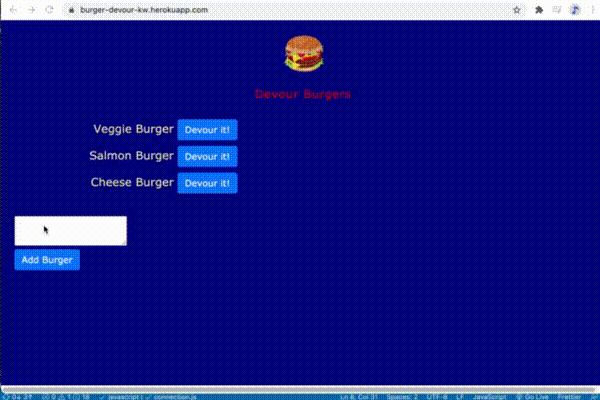 burger-devour-kw.herokuapp.com
Devour Burgers
Veggie Burger Devour it!
Salmon Burger Devour it!
Cheese Burger Devour it!
Add Burger
javascript | connection.js Ln 8, Col 31 Spaces: 2 UTF-8 LF JavaScript Go Live Prettier